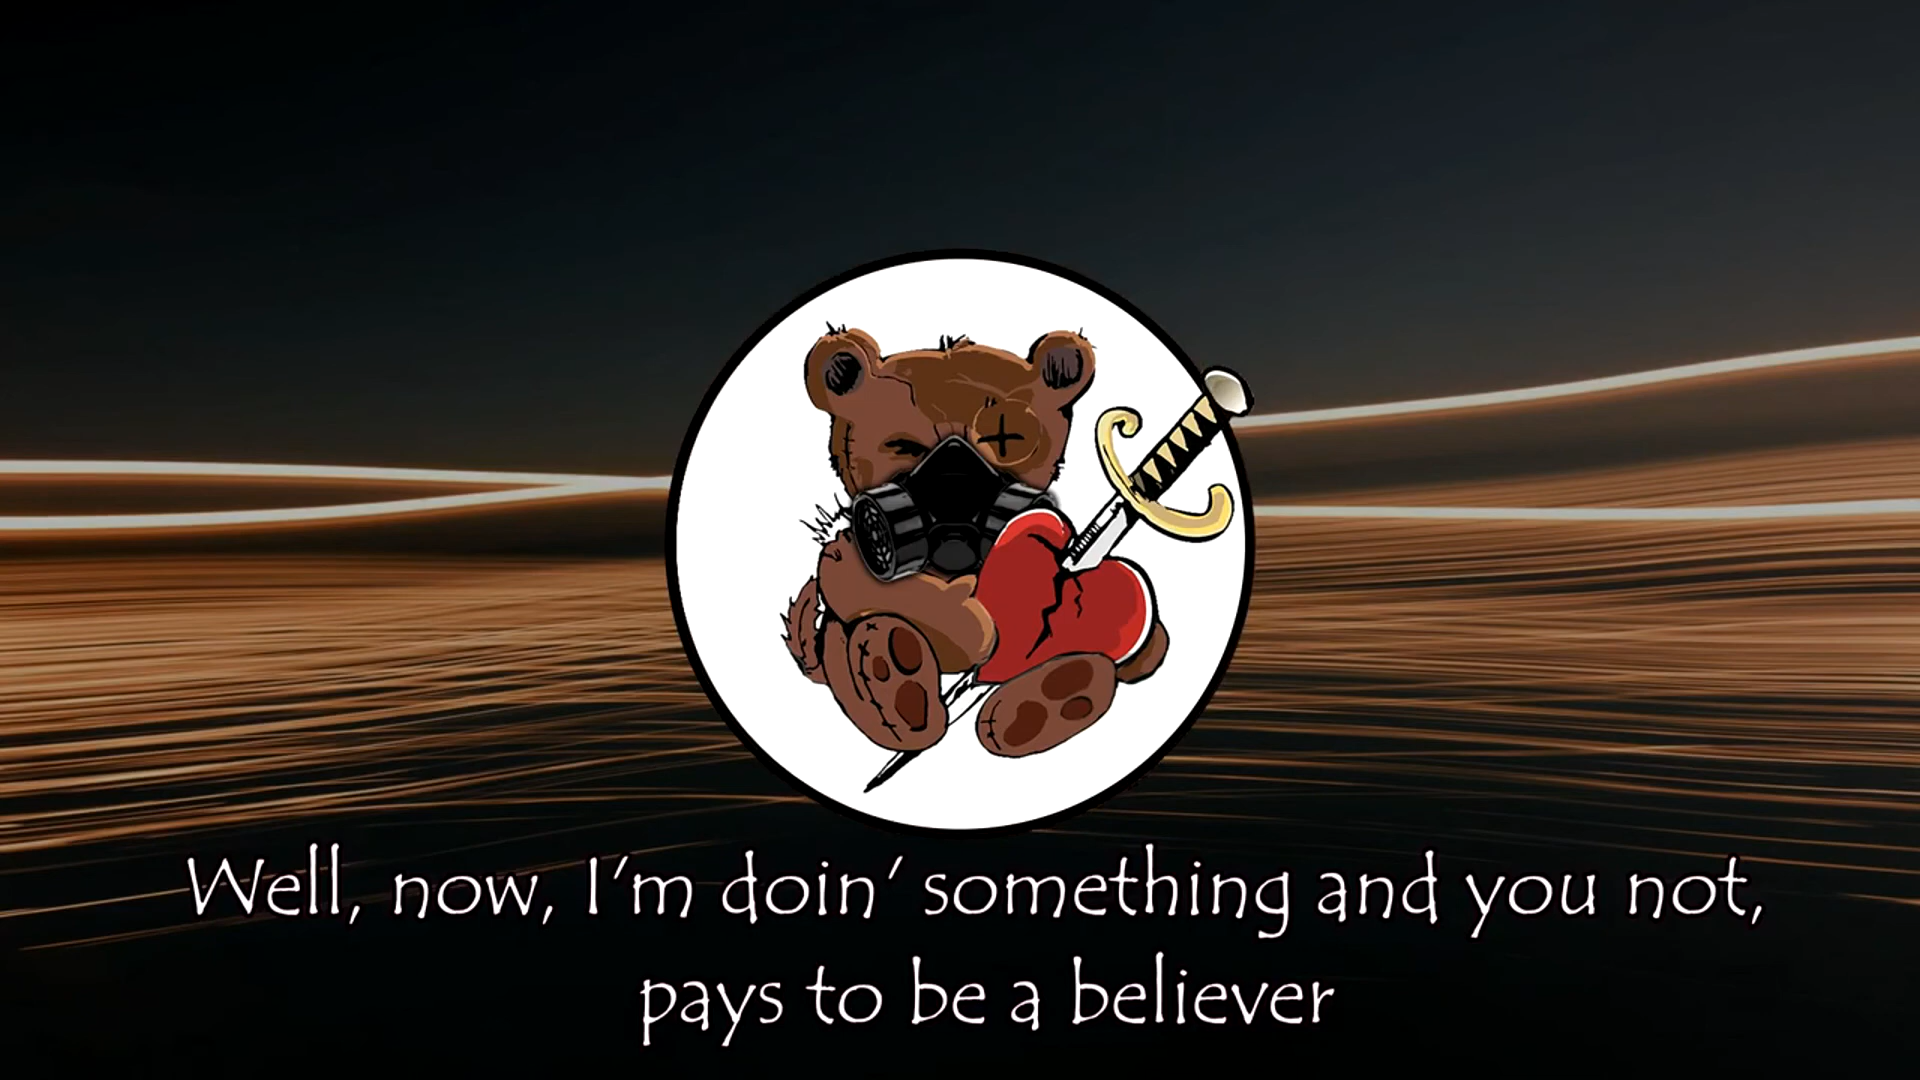 Well, now, I'm doin' something and you not,
pays to be a believer